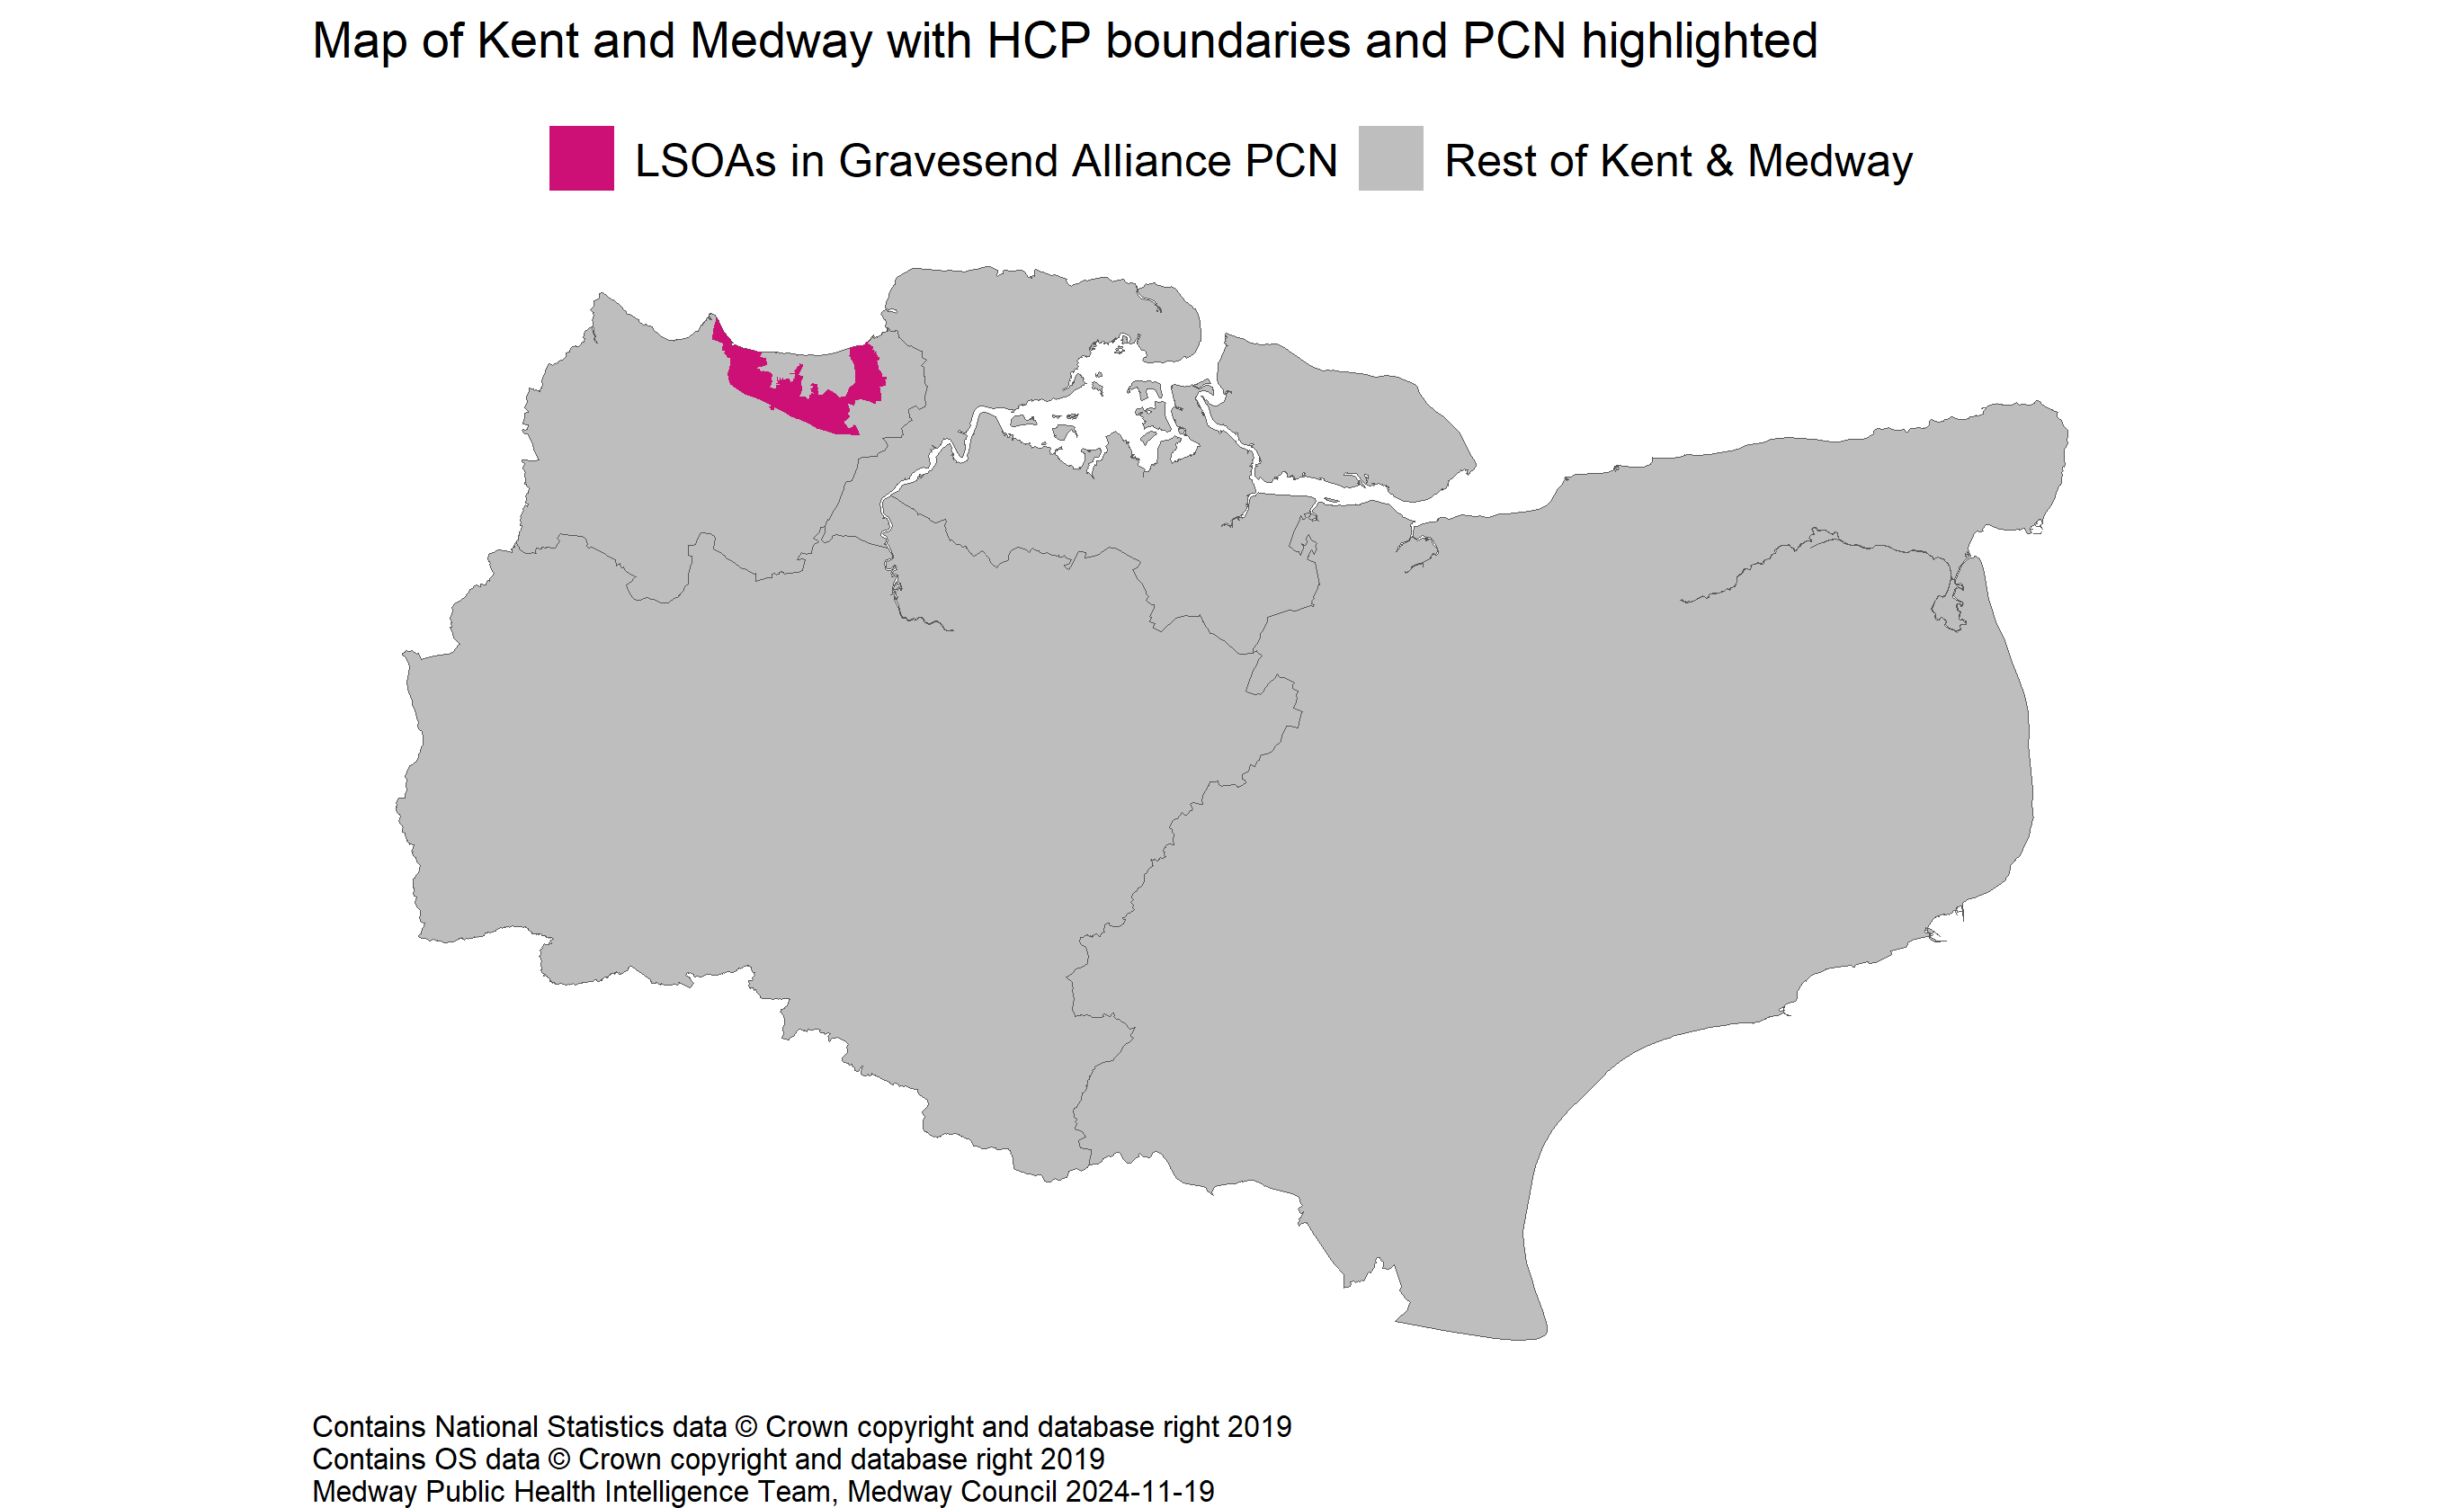 Map of Kent and Medway with HCP boundaries and PCN highlighted
LSOAs in Gravesend Alliance PCN
Rest of Kent & Medway
Contains National Statistics data © Crown copyright and database right 2019
Contains OS data © Crown copyright and database right 2019
Medway Public Health Intelligence Team, Medway Council 2024-11-19